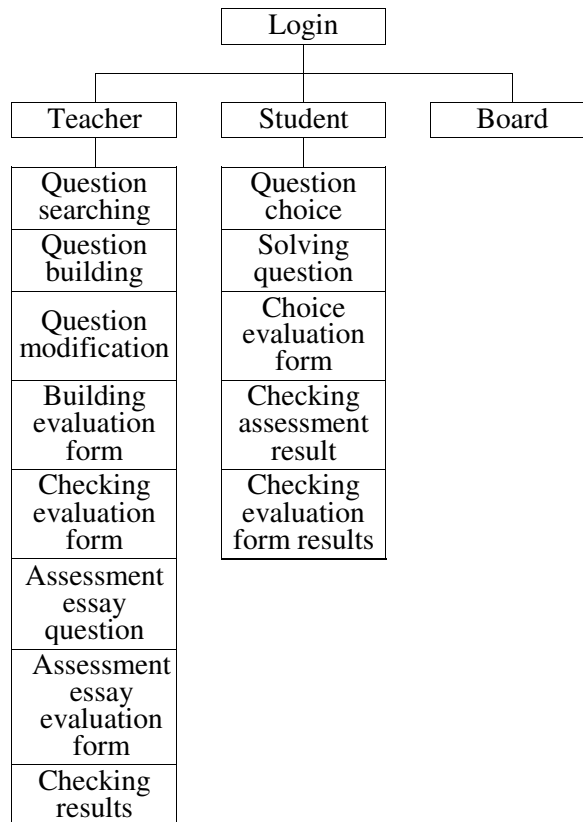 Login
Teacher
Student
Board
Question
searching
Question
building
Question
modification
Building
evaluation
form
Checking
evaluation
form
Assessment
essay
question
Assessment
essay
evaluation
form
Checking
results
Question
choice
Solving
question
Choice
evaluation
form
Checking
assessment
result
Checking
evaluation
form results